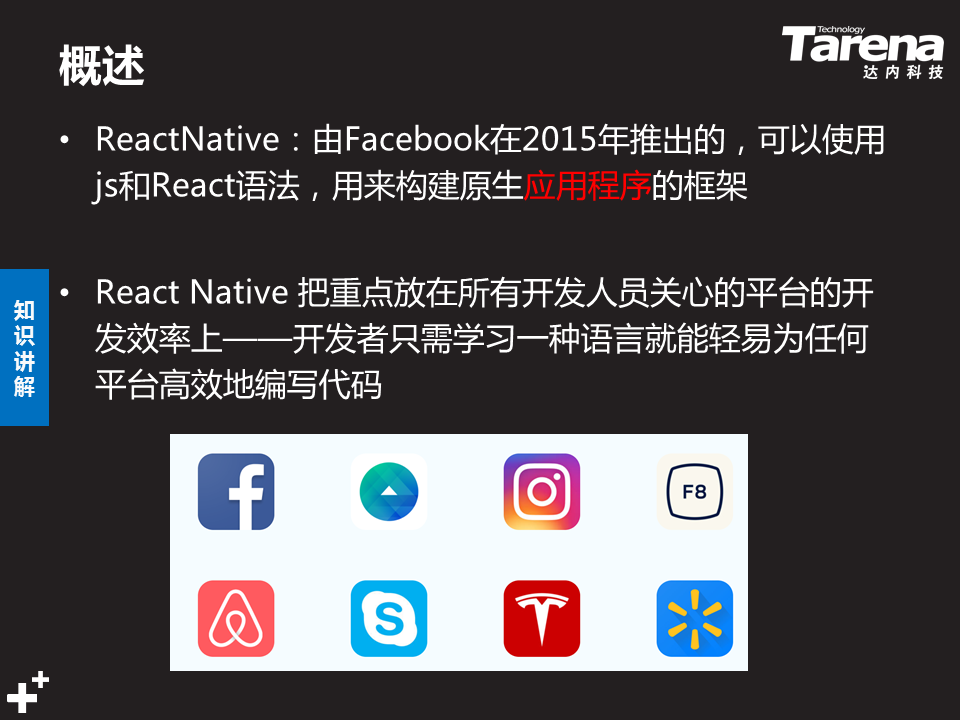 概述
Technology
Tarena
达内科技
• ReactNative：由Facebook在2015年推出的，可以使用
js和React语法，用来构建原生应用程序的框架
• React Native 把重点放在所有开发人员关心的平台的开
发效率上——开发者只需学习一种语言就能轻易为任何
平台高效地编写代码
知识讲解
F8